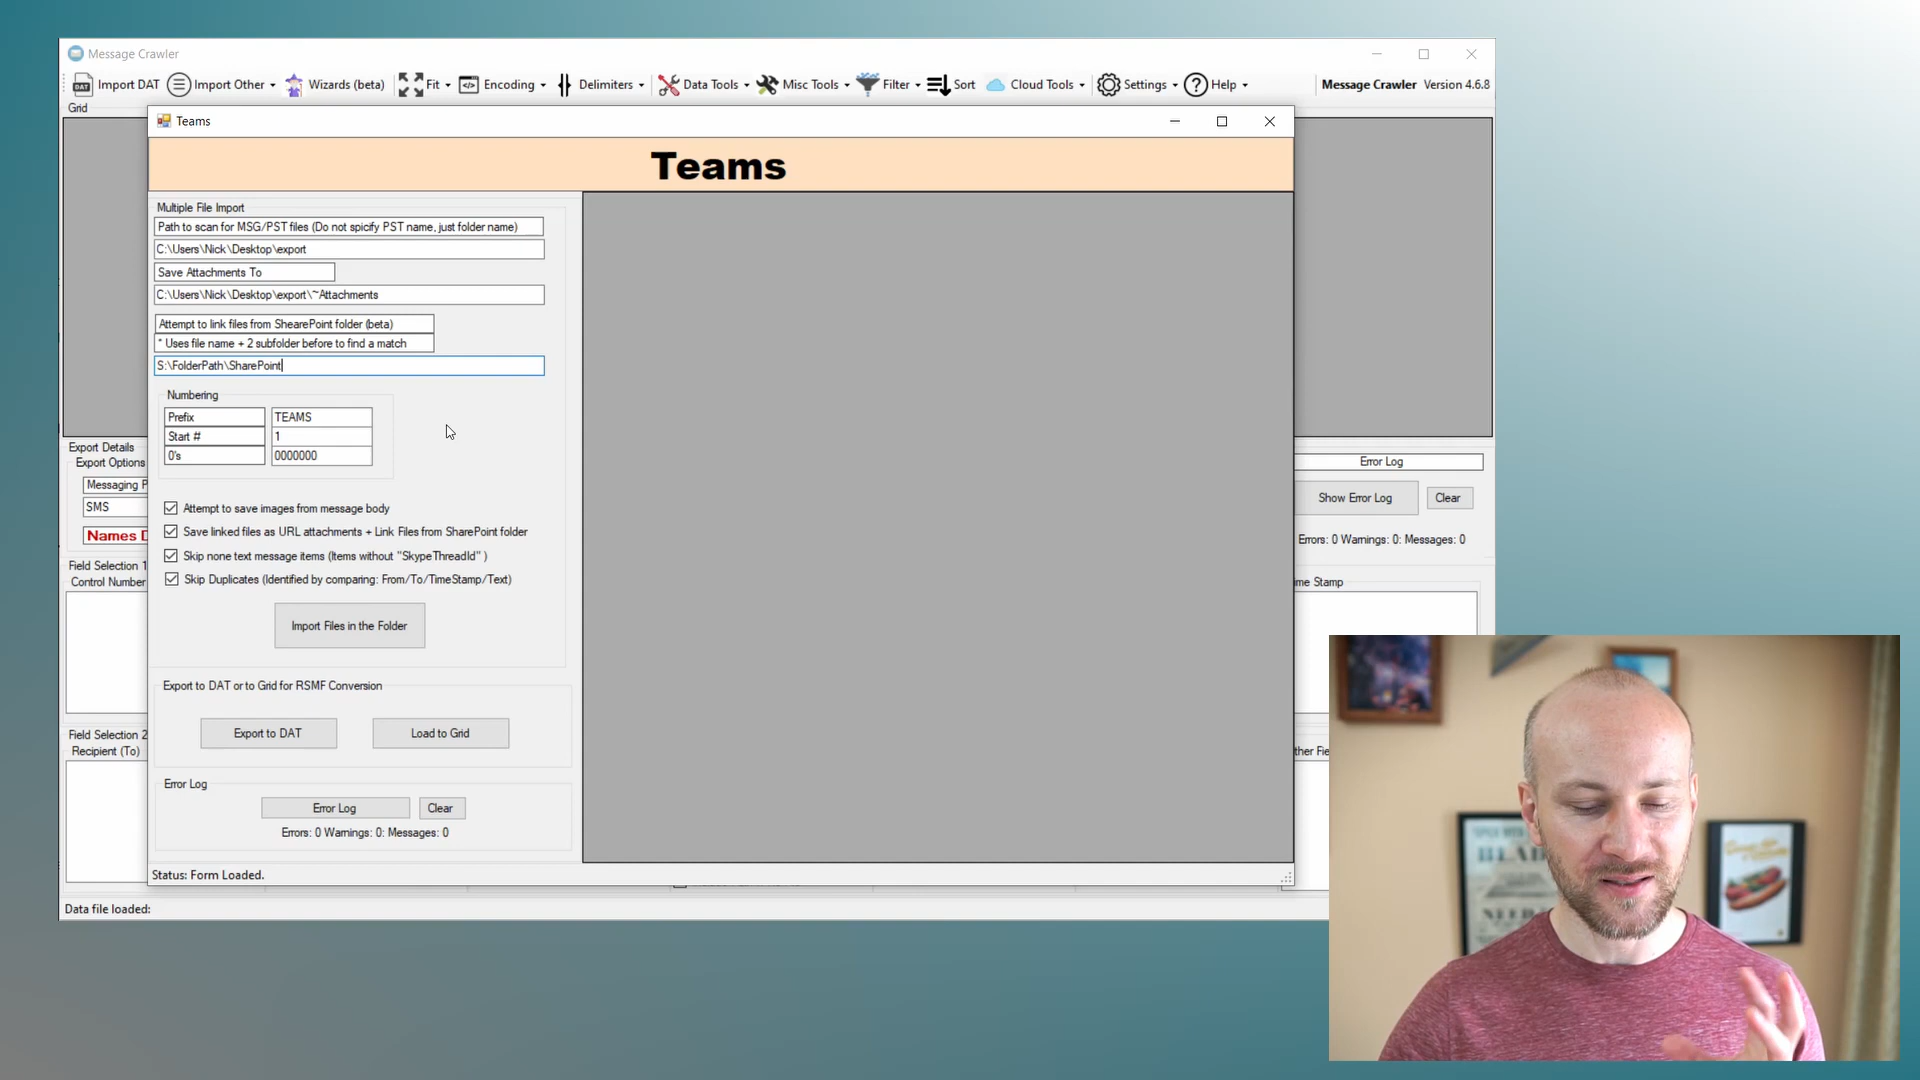 Message Crawler
Import DAT
Import Other
Wizards (beta)
Fit
Encoding
Delimiters
Data Tools
Misc Tools
Filter
Sort
Cloud Tools
Settings
Help
Message Crawler Version 4.6.8
Grid
Teams
Teams
Multiple File Import
Path to scan for MSG/PST files (Do not spicify PST name, just folder name)
C:\Users\Nick\Desktop\export
Save Attachments To
C:\Users\Nick\Desktop\export\~Attachments
Attempt to link files from ShearePoint folder (beta)
* Uses file name + 2 subfolder before to find a match
S:\FolderPath\SharePoint
Numbering
Prefix TEAMS
Start # 1
0's 0000000
Attempt to save images from message body
Save linked files as URL attachments + Link Files from SharePoint folder
Skip none text message items (Items without "SkypeThreadId" )
Skip Duplicates (Identified by comparing: From/To/TimeStamp/Text)
Import Files in the Folder
Export to DAT or to Grid for RSMF Conversion
Export to DAT
Load to Grid
Error Log
Error Log
Clear
Errors: 0 Warnings: 0: Messages: 0
Status: Form Loaded.
Export Details
Export Options
Messaging P
SMS
Names D
Field Selection 1
Control Number
Field Selection 2
Recipient (To)
Error Log
Show Error Log
Clear
Errors: 0 Warnings: 0: Messages: 0
me Stamp
ther Fie
Data file loaded: